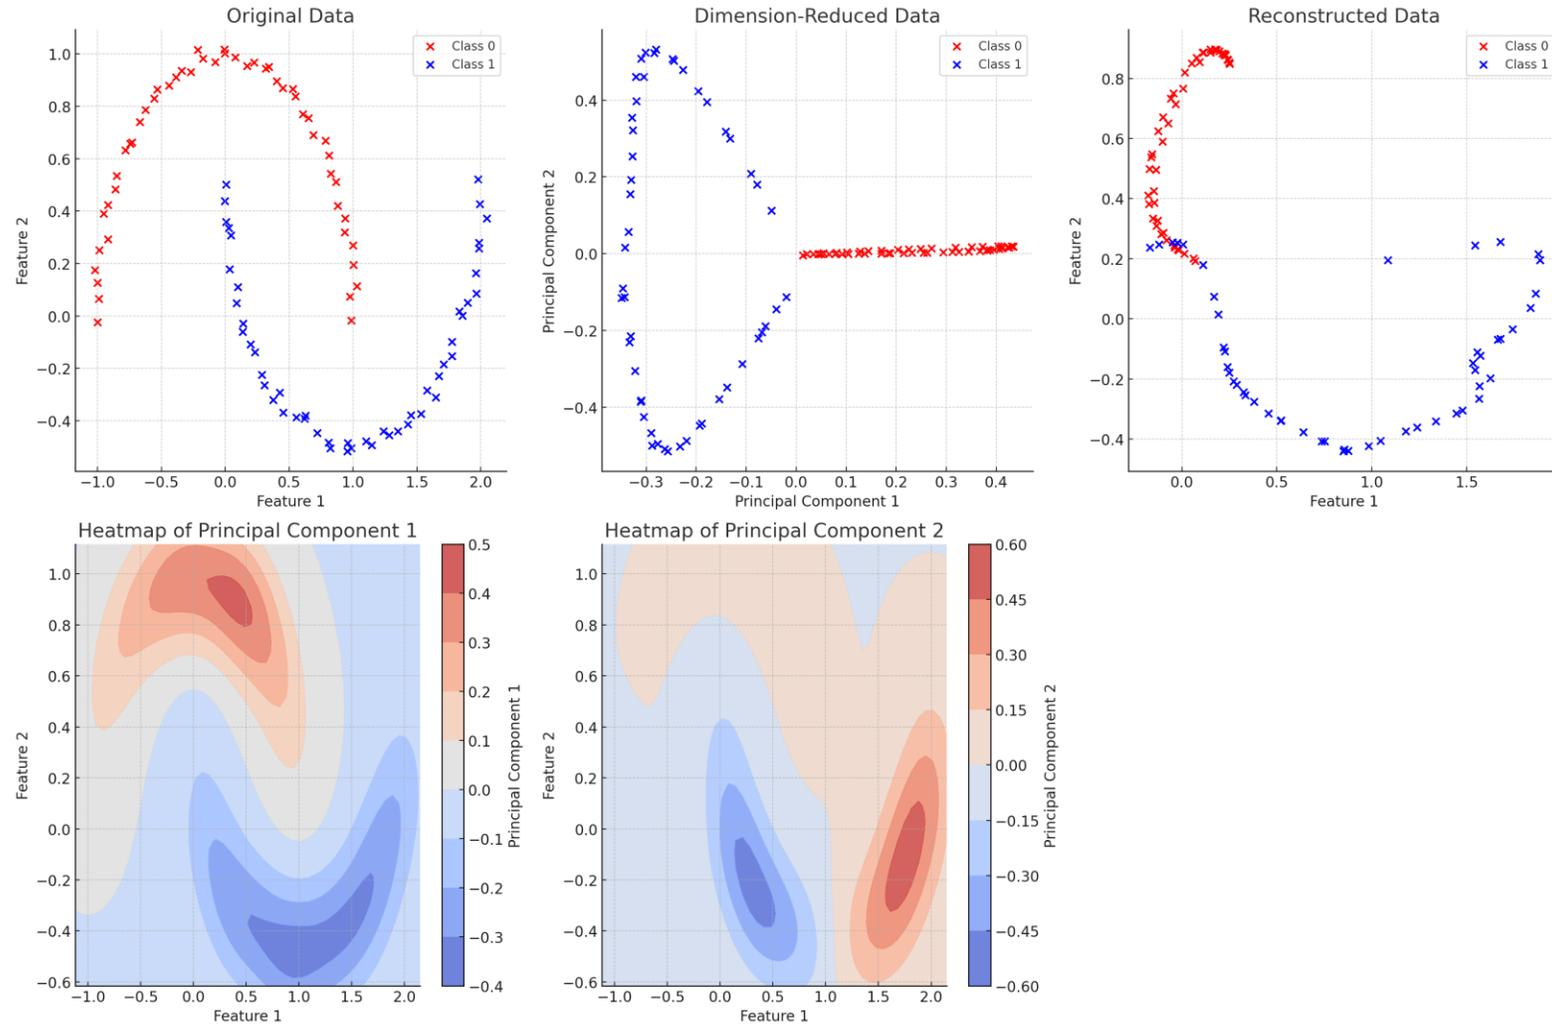 Original Data
Class 0
Class 1
1.0
0.8
0.6
0.4
0.2
0.0
−0.2
−0.4
Feature 2
−1.0 −0.5 0.0 0.5 1.0 1.5 2.0
Feature 1
Dimension-Reduced Data
Class 0
Class 1
0.4
0.2
0.0
−0.2
−0.4
Principal Component 2
−0.3 −0.2 −0.1 0.0 0.1 0.2 0.3 0.4
Principal Component 1
Reconstructed Data
Class 0
Class 1
0.8
0.6
0.4
0.2
0.0
−0.2
−0.4
Feature 2
0.0 0.5 1.0 1.5
Feature 1
Heatmap of Principal Component 1
1.0
0.8
0.6
0.4
0.2
0.0
−0.2
−0.4
−0.6
Feature 2
−1.0 −0.5 0.0 0.5 1.0 1.5 2.0
Feature 1
0.5
0.4
0.3
0.2
0.1
0.0
−0.1
−0.2
−0.3
−0.4
Principal Component 1
Heatmap of Principal Component 2
1.0
0.8
0.6
0.4
0.2
0.0
−0.2
−0.4
−0.6
Feature 2
−1.0 −0.5 0.0 0.5 1.0 1.5 2.0
Feature 1
0.60
0.45
0.30
0.15
0.00
−0.15
−0.30
−0.45
−0.60
Principal Component 2